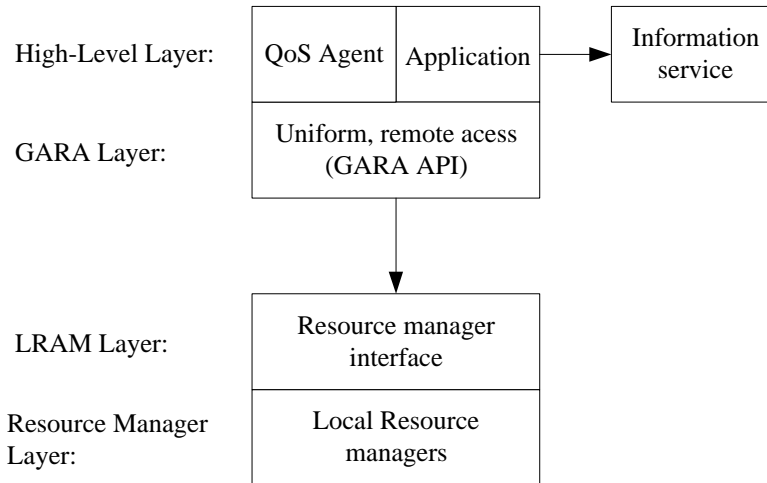 High-Level Layer:
QoS Agent
Application
Information
service
GARA Layer:
Uniform, remote acess
(GARA API)
LRAM Layer:
Resource manager
interface
Resource Manager
Layer:
Local Resource
managers